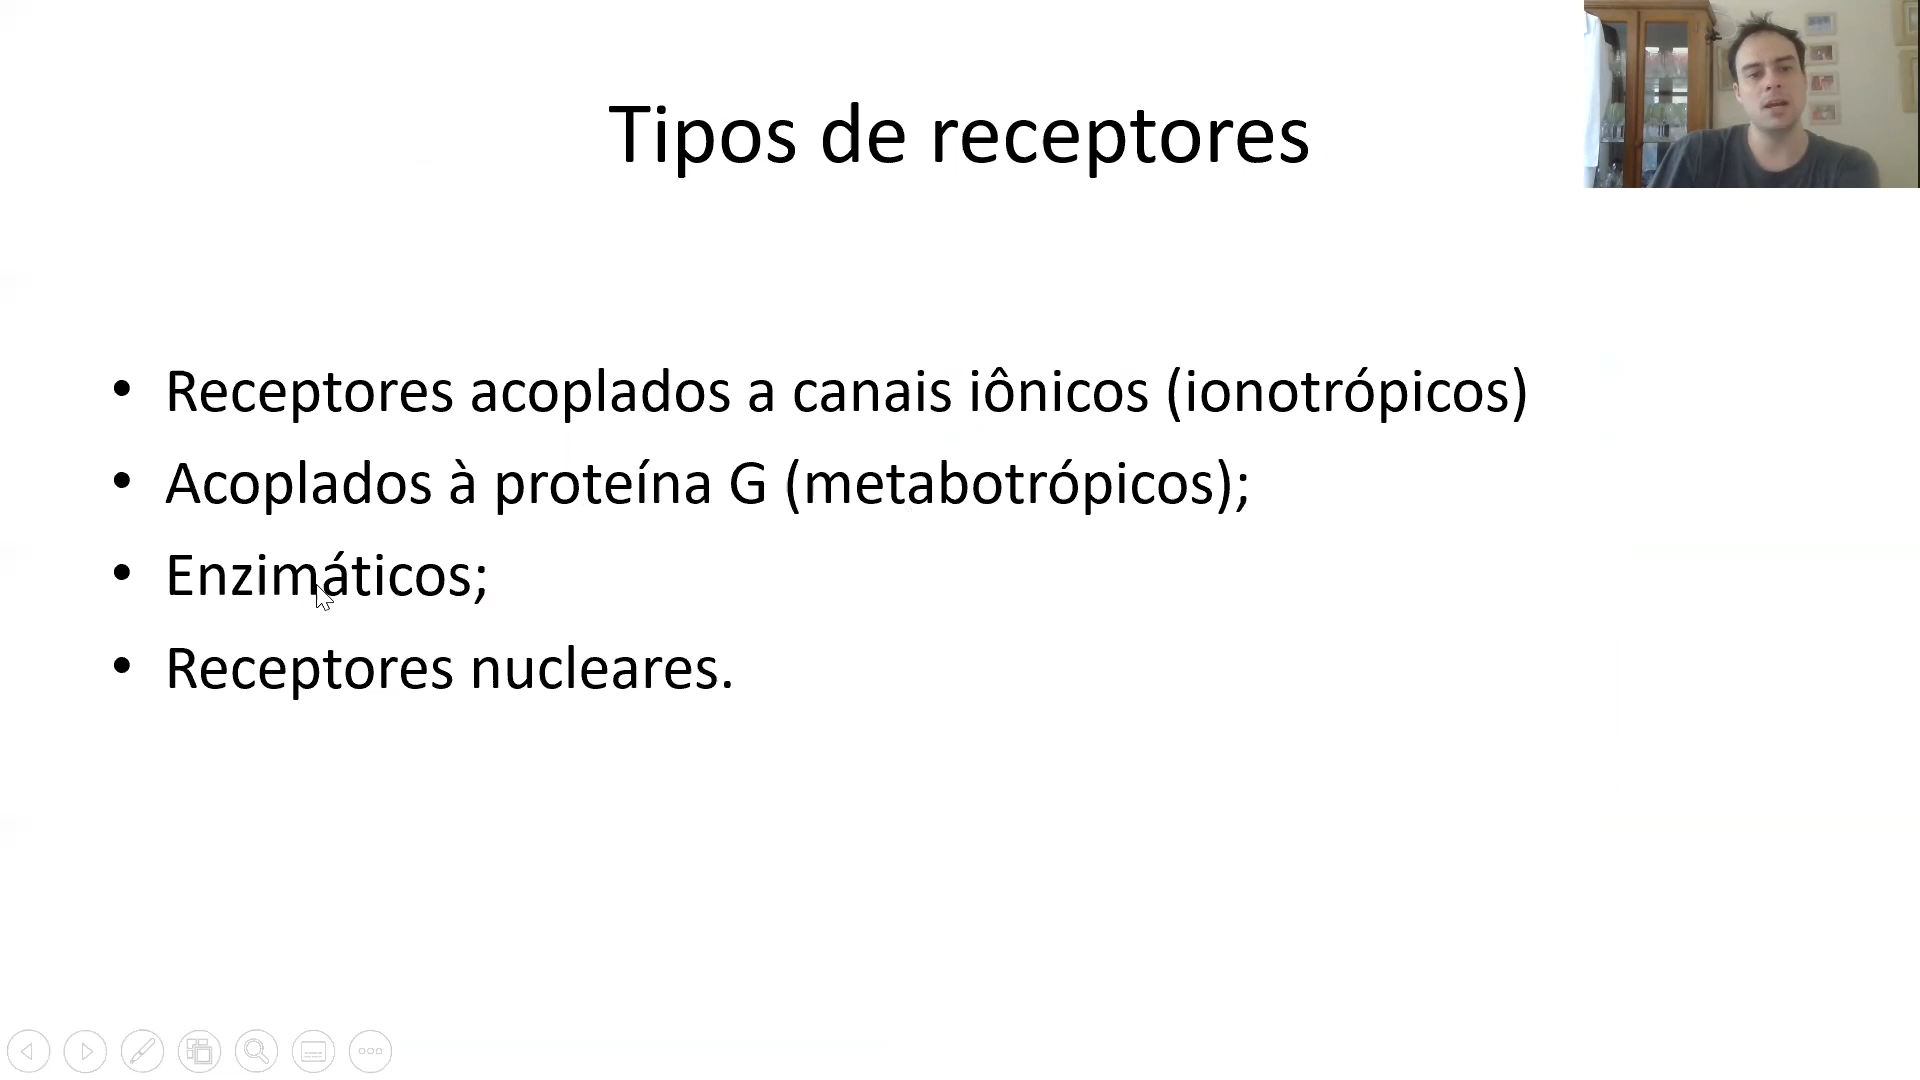 Tipos de receptores
• Receptores acoplados a canais iônicos (ionotrópicos)
• Acoplados à proteína G (metabotrópicos);
• Enzimáticos;
• Receptores nucleares.